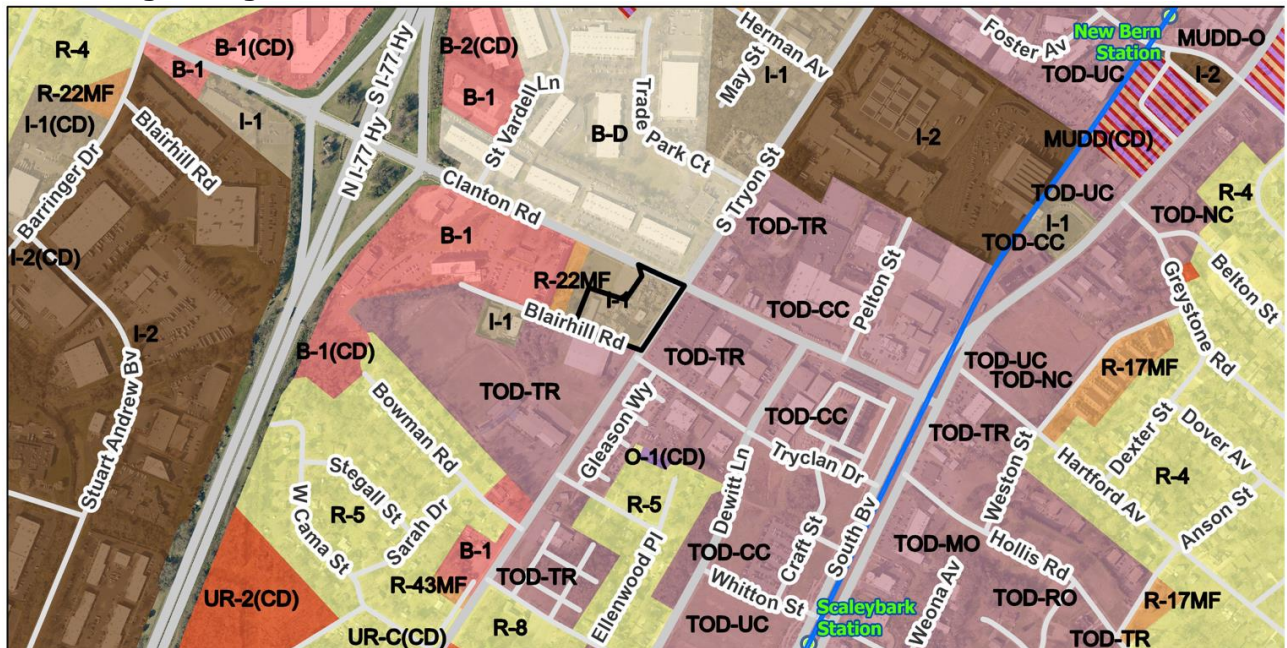 Herman Av
Foster Av
New Bern
Station
MUDD-O
R-4
B-1(CD)
B-2(CD)
May St
I-1
TOD-UC
I-2
B-1
R-22MF
I-1(CD)
Blairhill Rd
I-1
N I-77 Hy
S I-77 Hy
B-1
St Vardell Ln
B-D
Trade Park Ct
I-2
MUDD(CD)
Barringer Dr
Clanton Rd
S Tryon St
TOD-UC
R-4
TOD-NC
I-1
TOD-CC
B-1
TOD-TR
I-2(CD)
R-22MF
I-1
Pelton St
Greystone Rd
Belton St
I-1
Blairhill Rd
TOD-CC
I-2
B-1(CD)
TOD-TR
TOD-UC
TOD-NC
R-17MF
Stuart Andrew Bv
TOD-TR
Bowman Rd
Gleason Wy
TOD-CC
TOD-TR
Dexter St
Dover Av
O-1(CD)
Dewitt Ln
Tryclan Dr
Weston St
Hartford Av
R-4
Stegall St
W Cama St
R-5
Sarah Dr
R-5
Craft St
South Bv
Anson St
B-1
Ellenwood Pl
TOD-CC
TOD-MO
Hollis Rd
R-43MF
TOD-TR
Whitton St
UR-2(CD)
Weona Av
TOD-RO
R-17MF
UR-C(CD)
R-8
TOD-UC
Scaleybark
Station
TOD-TR